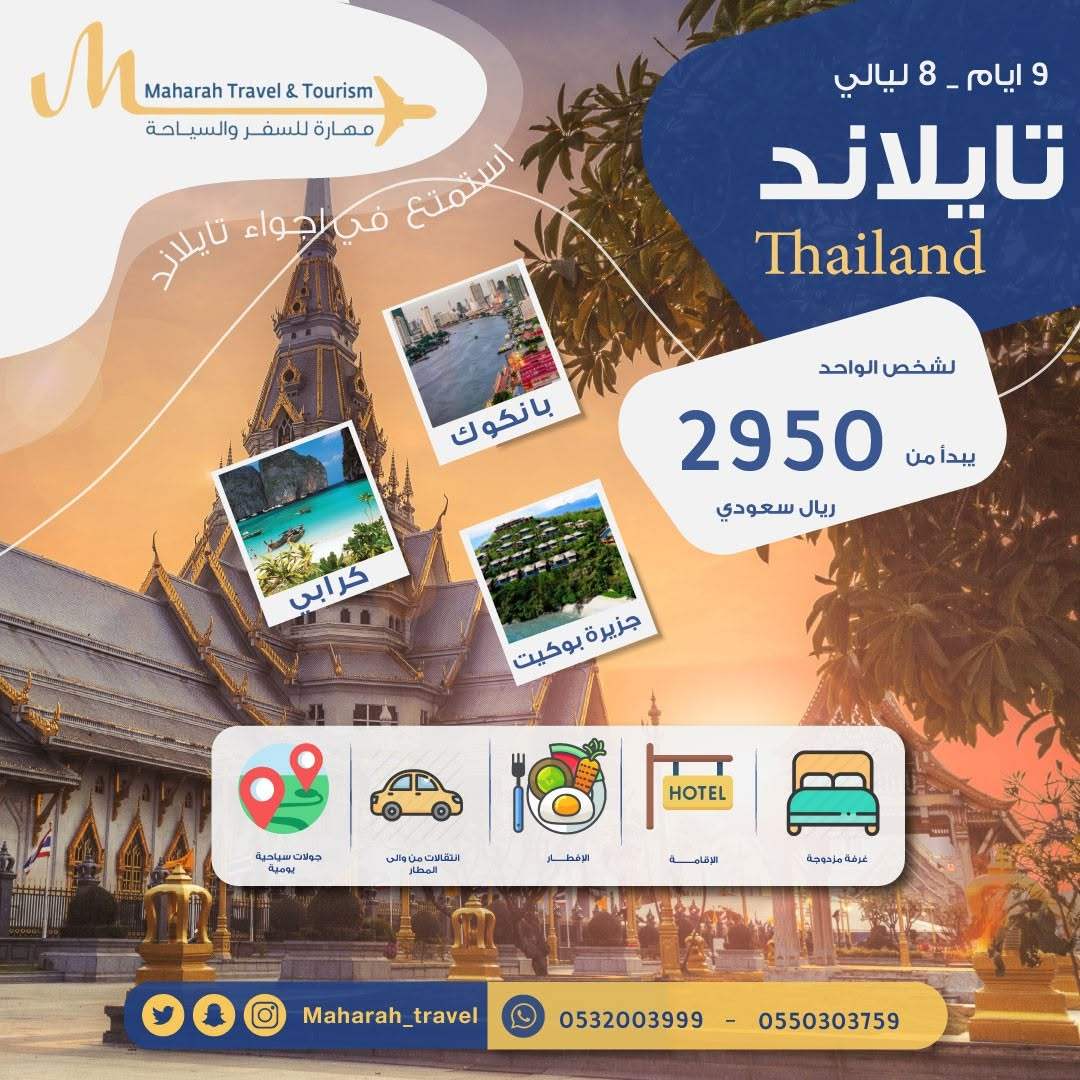 Maharah Travel & Tourism
مهارة للسفر والسياحة
استمتع في اجواء تايلاند
9 ايام _ 8 ليالي
تايلاند
Thailand
لشخص الواحد
يبدأ من 2950
ريال سعودي
بانكوك
كرابي
جزيرة بوكيت
HOTEL
غرفة مزدوجة
الإقامة
الإفطار
انتقالات من والى
المطار
جولات سياحية
يومية
Maharah_travel
0532003999 - 0550303759